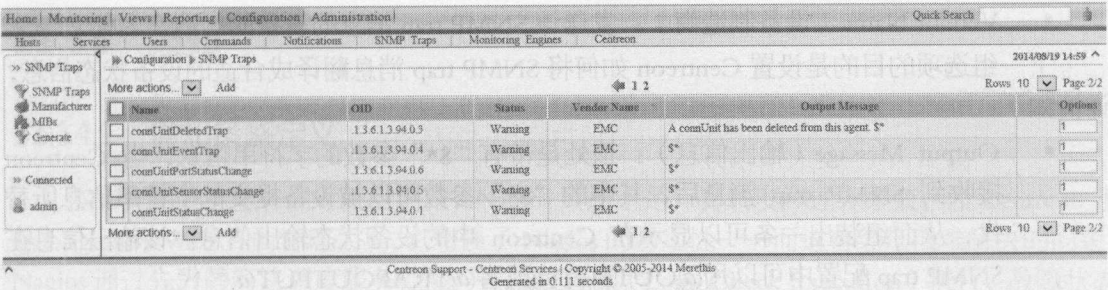 Home | Monitoring | Views | Reporting | Configuration | Administration | Quick Search
Hosts | Services | Users | Commands | Notifications | SNMP Traps | Monitoring Engines | Centreon
SNMP Traps
SNMP Traps
Manufacturer
MIBs
Generate
Connected
admin
Configuration SNMP Traps 2014/08/19 14:59
More actions... Add 1 2 Rows 10 Page 2/2
Name OID Status Vendor Name Output Message Options
connUnitDeletedTrap .1.3.6.1.3.94.0.3 Warning EMC A connUnit has been deleted from this agent. $* 1
connUnitEventTrap .1.3.6.1.3.94.0.4 Warning EMC $* 1
connUnitPortStatusChange .1.3.6.1.3.94.0.6 Warning EMC $* 1
connUnitSensorStatusChange .1.3.6.1.3.94.0.5 Warning EMC $* 1
connUnitStatusChange .1.3.6.1.3.94.0.1 Warning EMC $* 1
More actions... Add 1 2 Rows 10 Page 2/2
Centreon Support - Centreon Services | Copyright © 2005-2014 Merethis
Generated in 0.111 seconds